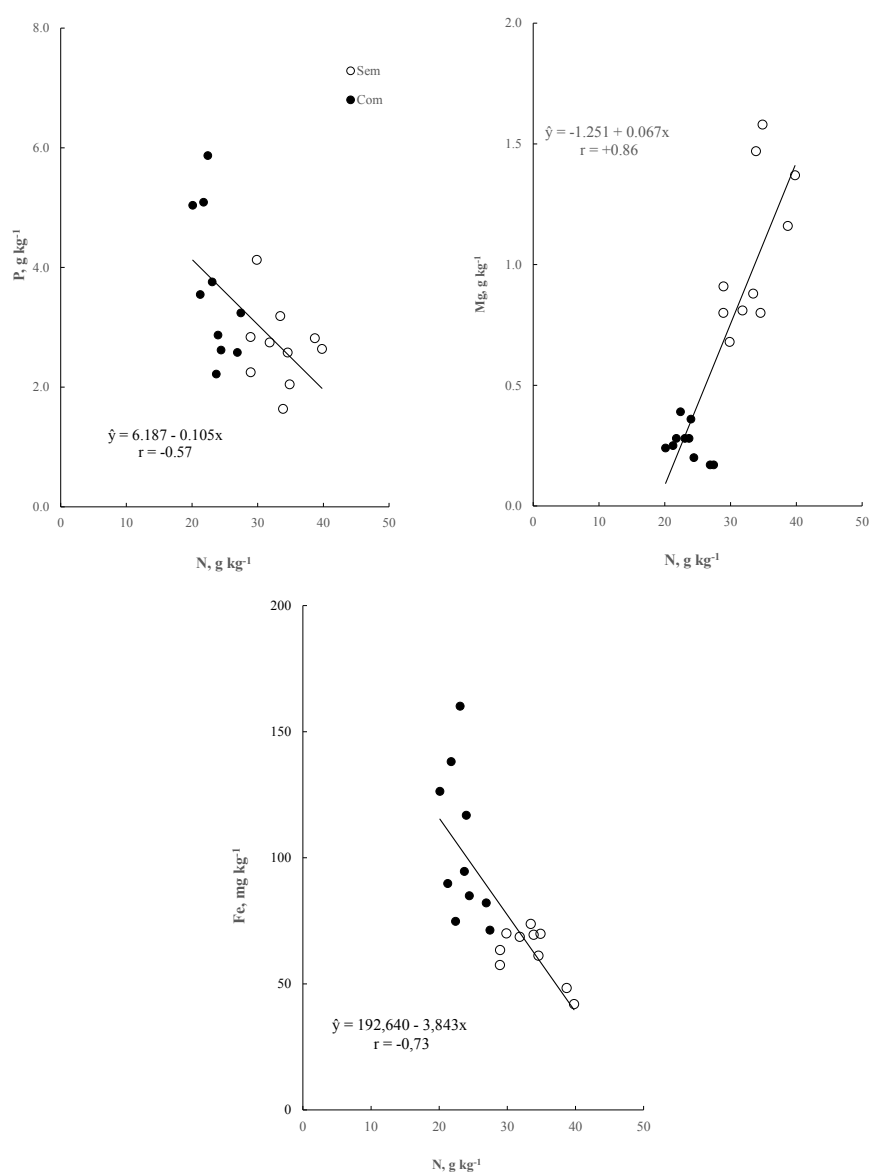 8.0
6.0
4.0
2.0
0.0
P, g kg-1
Sem
Com
ŷ = 6.187 - 0.105x
r = -0.57
0 10 20 30 40 50
N, g kg-1
2.0
1.5
1.0
0.5
0.0
Mg, g kg-1
ŷ = -1.251 + 0.067x
r = +0.86
0 10 20 30 40 50
N, g kg-1
200
150
100
50
0
Fe, mg kg-1
ŷ = 192,640 - 3,843x
r = -0,73
0 10 20 30 40 50
N, g kg-1